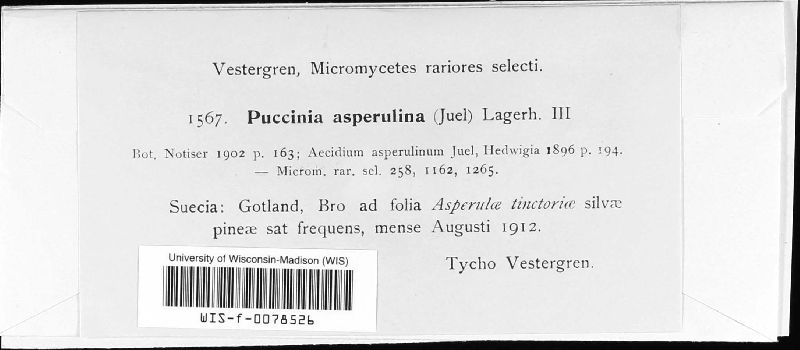 Vestergren, Micromycetes rariores selecti.
1567. Puccinia asperulina (Juel) Lagerh. III
Bot. Notiser 1902 p. 163; Aecidium asperulinum Juel, Hedwigia 1896 p. 194.
— Microm. rar. sel. 258, 1162, 1265.
Suecia: Gotland, Bro ad folia Asperulæ tinctoriæ silvæ
pineæ sat frequens, mense Augusti 1912.
Tycho Vestergren.
University of Wisconsin-Madison (WIS)
WIS-f-0078526